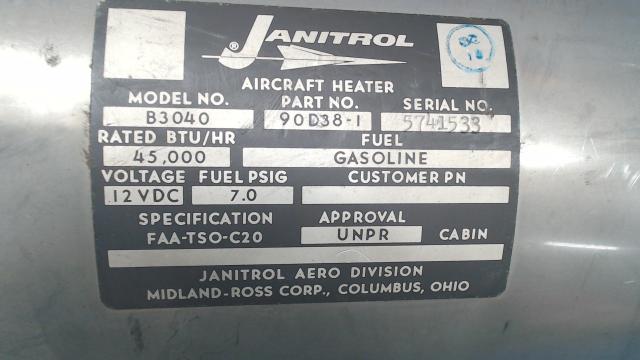 ® JANITROL
AIRCRAFT HEATER
MODEL NO. PART NO. SERIAL NO.
B3040 90D38-1 5741533
RATED BTU/HR FUEL
45,000 GASOLINE
VOLTAGE FUEL PSIG CUSTOMER PN
12 VDC 7.0
SPECIFICATION APPROVAL
FAA-TSO-C20 UNPR CABIN
JANITROL AERO DIVISION
MIDLAND-ROSS CORP., COLUMBUS, OHIO